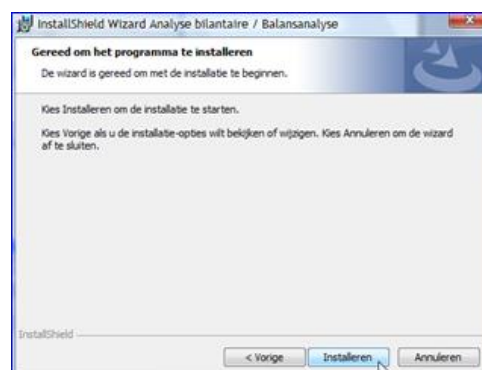 InstallShield Wizard Analyse bilantaire / Balansanalyse
Gereed om het programma te installeren
De wizard is gereed om met de installatie te beginnen.
Kies Installeren om de installatie te starten.
Kies Vorige als u de installatie-opties wilt bekijken of wijzigen. Kies Annuleren om de wizard
af te sluiten.
InstallShield
< Vorige Installeren Annuleren